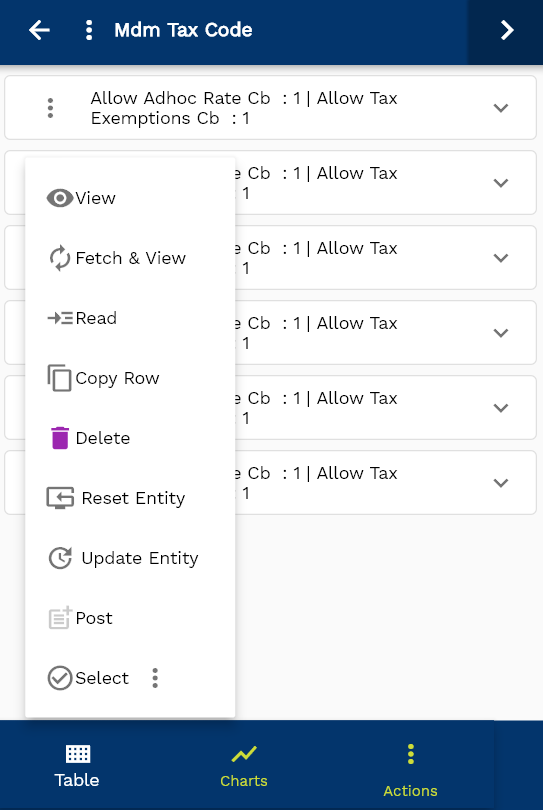 Mdm Tax Code
Allow Adhoc Rate Cb : 1 | Allow Tax
Exemptions Cb : 1
e Cb : 1 | Allow Tax
: 1
View
e Cb : 1 | Allow Tax
: 1
Fetch & View
e Cb : 1 | Allow Tax
: 1
Read
Copy Row
e Cb : 1 | Allow Tax
: 1
Delete
e Cb : 1 | Allow Tax
: 1
Reset Entity
Update Entity
Post
Select
Table
Charts
Actions